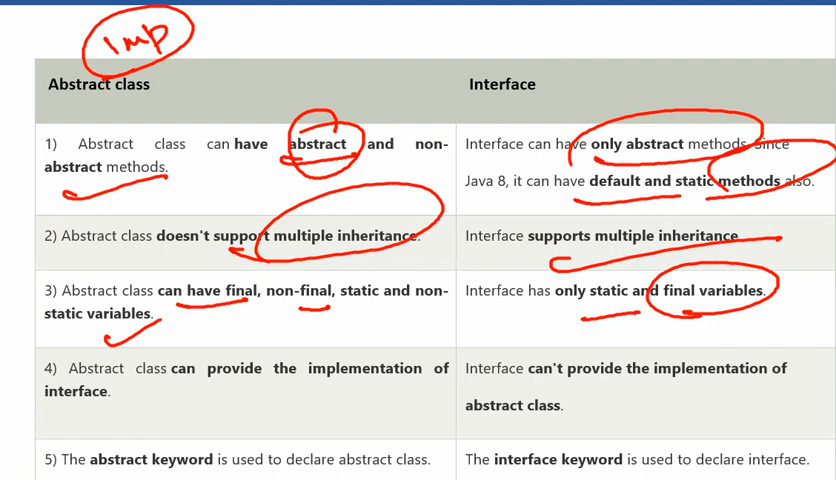 Imp
Abstract class
Interface
1) Abstract class can have abstract and non-
abstract methods.
Interface can have only abstract methods. Since
Java 8, it can have default and static methods also.
2) Abstract class doesn't support multiple inheritance.
Interface supports multiple inheritance.
3) Abstract class can have final, non-final, static and non-
static variables.
Interface has only static and final variables.
4) Abstract class can provide the implementation of
interface.
Interface can't provide the implementation of
abstract class.
5) The abstract keyword is used to declare abstract class.
The interface keyword is used to declare interface.